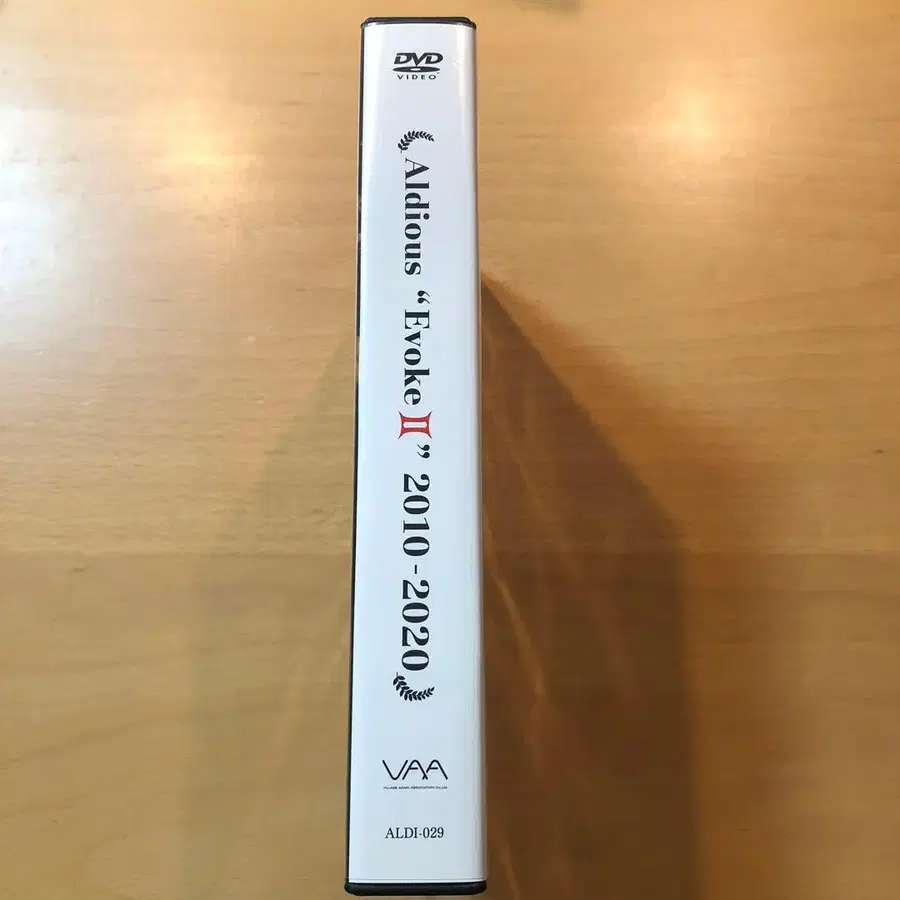 DVD
VIDEO
Aldious “Evoke II” 2010-2020
VAA
ALDI-029